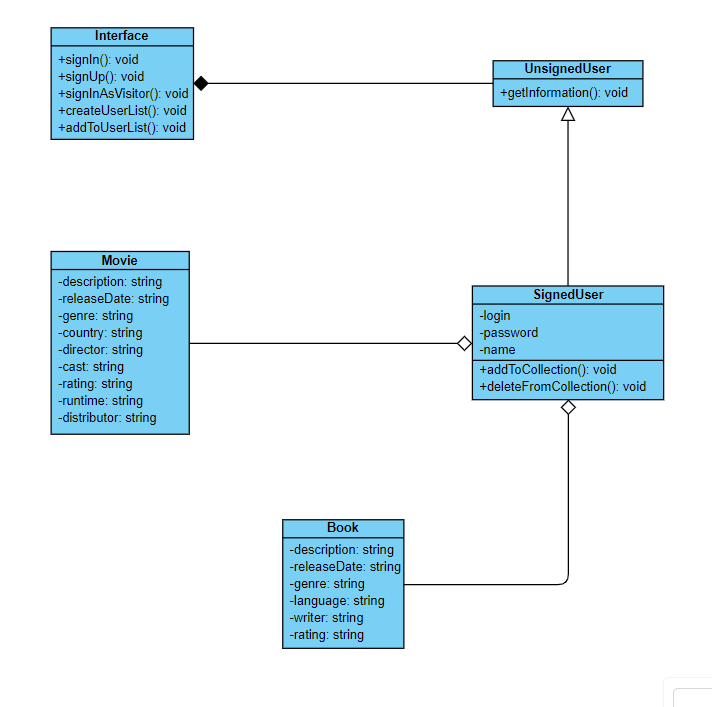 Interface
+signIn(): void
+signUp(): void
+signInAsVisitor(): void
+createUserList(): void
+addToUserList(): void
UnsignedUser
+getInformation(): void
Movie
-description: string
-releaseDate: string
-genre: string
-country: string
-director: string
-cast: string
-rating: string
-runtime: string
-distributor: string
SignedUser
-login
-password
-name
+addToCollection(): void
+deleteFromCollection(): void
Book
-description: string
-releaseDate: string
-genre: string
-language: string
-writer: string
-rating: string